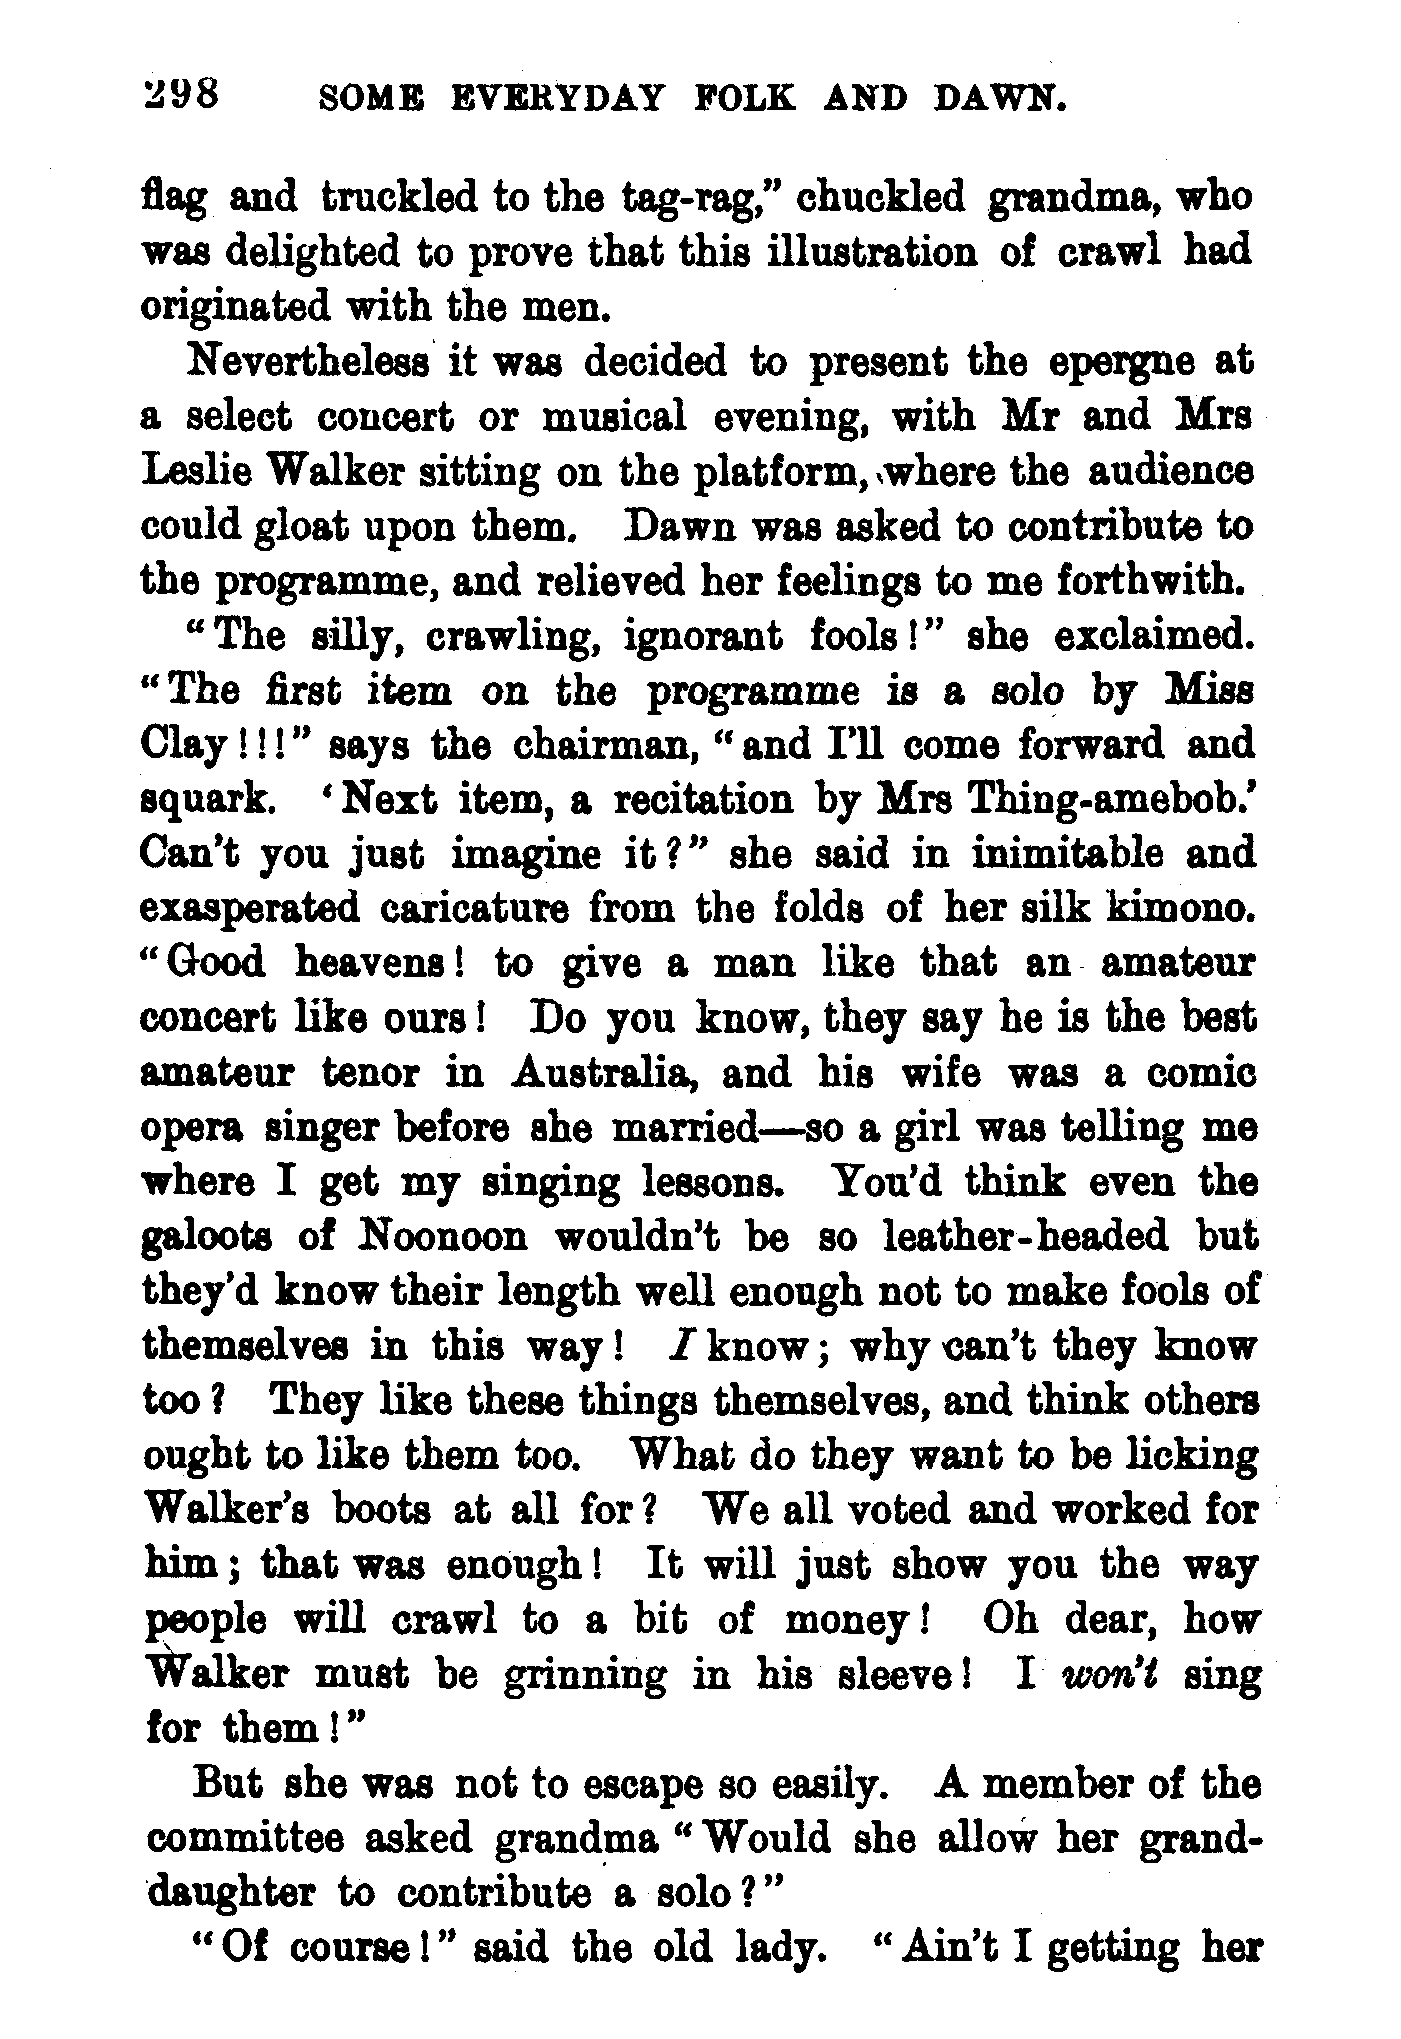 298 SOME EVERYDAY FOLK AND DAWN.
flag and truckled to the tag-rag,” chuckled grandma, who
was delighted to prove that this illustration of crawl had
originated with the men.
Nevertheless it was decided to present the epergne at
a select concert or musical evening, with Mr and Mrs
Leslie Walker sitting on the platform, where the audience
could gloat upon them. Dawn was asked to contribute to
the programme, and relieved her feelings to me forthwith.
“The silly, crawling, ignorant fools!” she exclaimed.
“The first item on the programme is a solo by Miss
Clay!!!” says the chairman, “and I’ll come forward and
squark. ‘Next item, a recitation by Mrs Thing-amebob.’
Can’t you just imagine it?” she said in inimitable and
exasperated caricature from the folds of her silk kimono.
“Good heavens! to give a man like that an amateur
concert like ours! Do you know, they say he is the best
amateur tenor in Australia, and his wife was a comic
opera singer before she married—so a girl was telling me
where I get my singing lessons. You’d think even the
galoots of Noonoon wouldn’t be so leather-headed but
they’d know their length well enough not to make fools of
themselves in this way! I know; why can’t they know
too? They like these things themselves, and think others
ought to like them too. What do they want to be licking
Walker’s boots at all for? We all voted and worked for
him; that was enough! It will just show you the way
people will crawl to a bit of money! Oh dear, how
Walker must be grinning in his sleeve! I won’t sing
for them!”
But she was not to escape so easily. A member of the
committee asked grandma “Would she allow her grand-
daughter to contribute a solo?”
“Of course!” said the old lady. “Ain’t I getting her